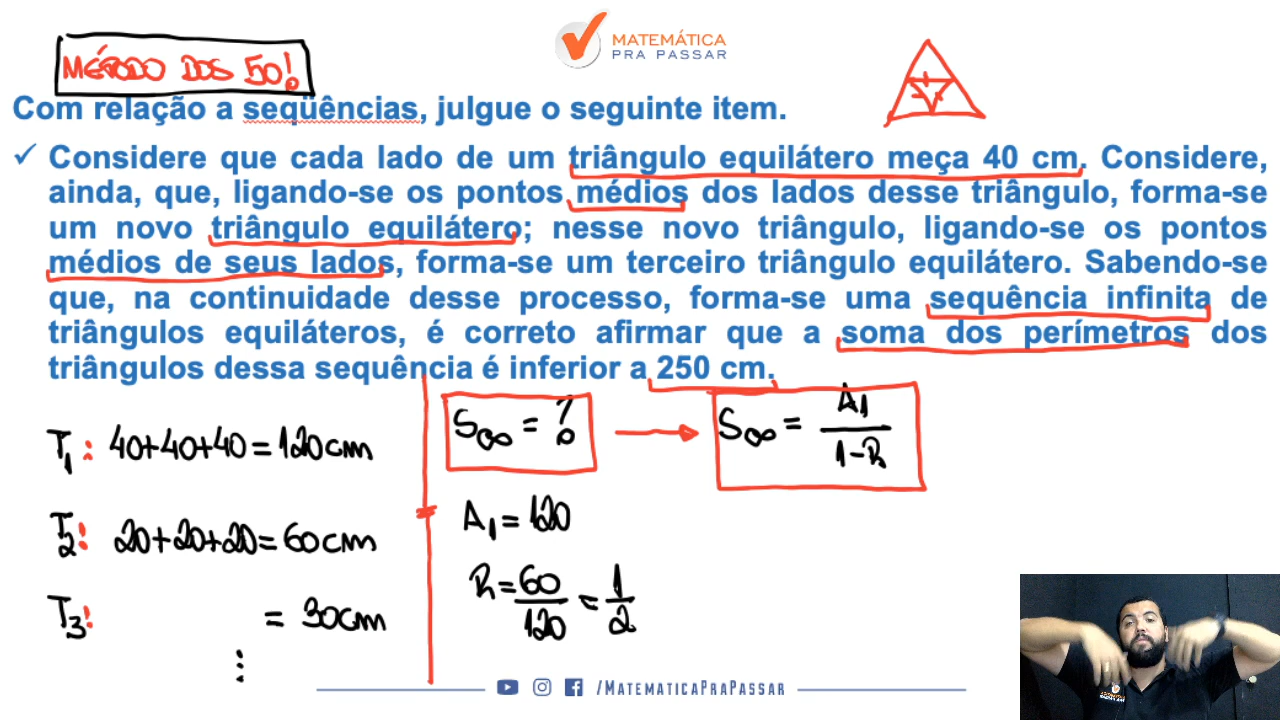 MATEMÁTICA
PRA PASSAR
MÉTODO DOS 50!
Com relação a seqüências, julgue o seguinte item.
✓ Considere que cada lado de um triângulo equilátero meça 40 cm. Considere,
ainda, que, ligando-se os pontos médios dos lados desse triângulo, forma-se
um novo triângulo equilátero; nesse novo triângulo, ligando-se os pontos
médios de seus lados, forma-se um terceiro triângulo equilátero. Sabendo-se
que, na continuidade desse processo, forma-se uma sequência infinita de
triângulos equiláteros, é correto afirmar que a soma dos perímetros dos
triângulos dessa sequência é inferior a 250 cm.
T₁: 40+40+40=120cm
T₂: 20+20+20=60cm
T₃: = 30cm
⋮
S∞ = ?
S∞ = A₁/1-R
A₁ = 120
R = 60/120 = 1/2
/MatematicaPraPassar